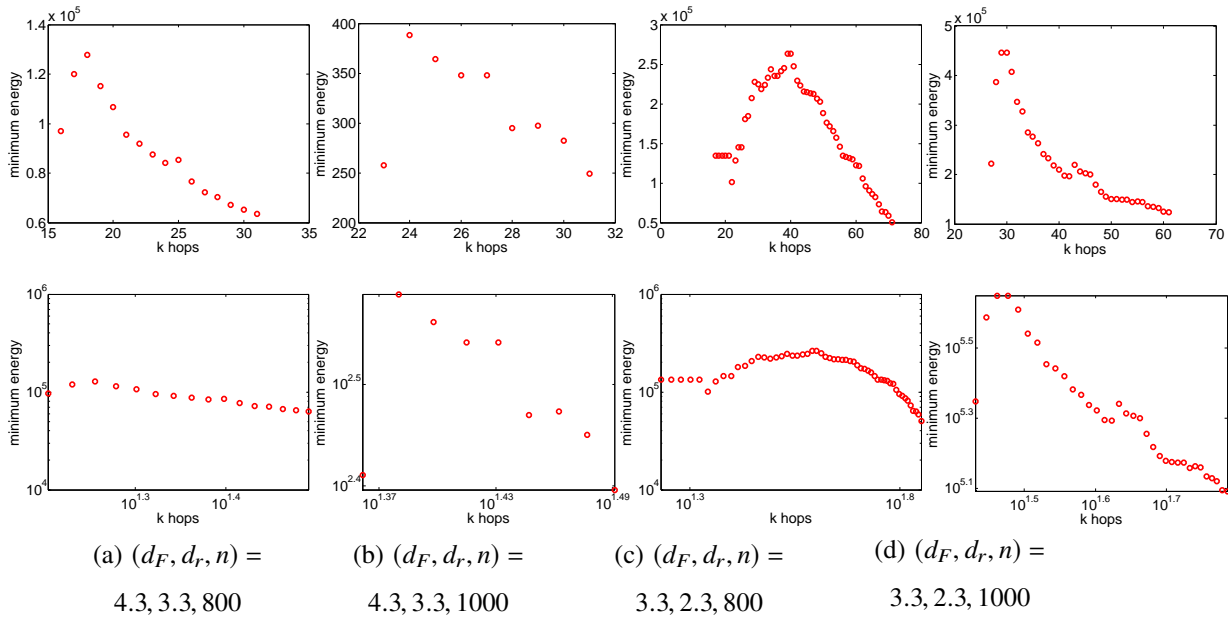 x 10^5
1.4
1.2
1
0.8
0.6
15 20 25 30 35
k hops
minimum energy
400
350
300
250
200
22 24 26 28 30 32
k hops
minimum energy
x 10^5
3
2.5
2
1.5
1
0.5
0 20 40 60 80
k hops
minimum energy
x 10^5
5
4
3
2
1
20 30 40 50 60 70
k hops
minimum energy
10^6
10^5
10^4
10^1.3 10^1.4
k hops
minimum energy
10^2.5
10^2.4
10^1.37 10^1.43 10^1.49
k hops
minimum energy
10^6
10^5
10^4
10^1.3 10^1.8
k hops
minimum energy
10^5.5
10^5.3
10^5.1
10^1.5 10^1.6 10^1.7
k hops
minimum energy
(a) (d_F, d_r, n) =
4.3, 3.3, 800
(b) (d_F, d_r, n) =
4.3, 3.3, 1000
(c) (d_F, d_r, n) =
3.3, 2.3, 800
(d) (d_F, d_r, n) =
3.3, 2.3, 1000